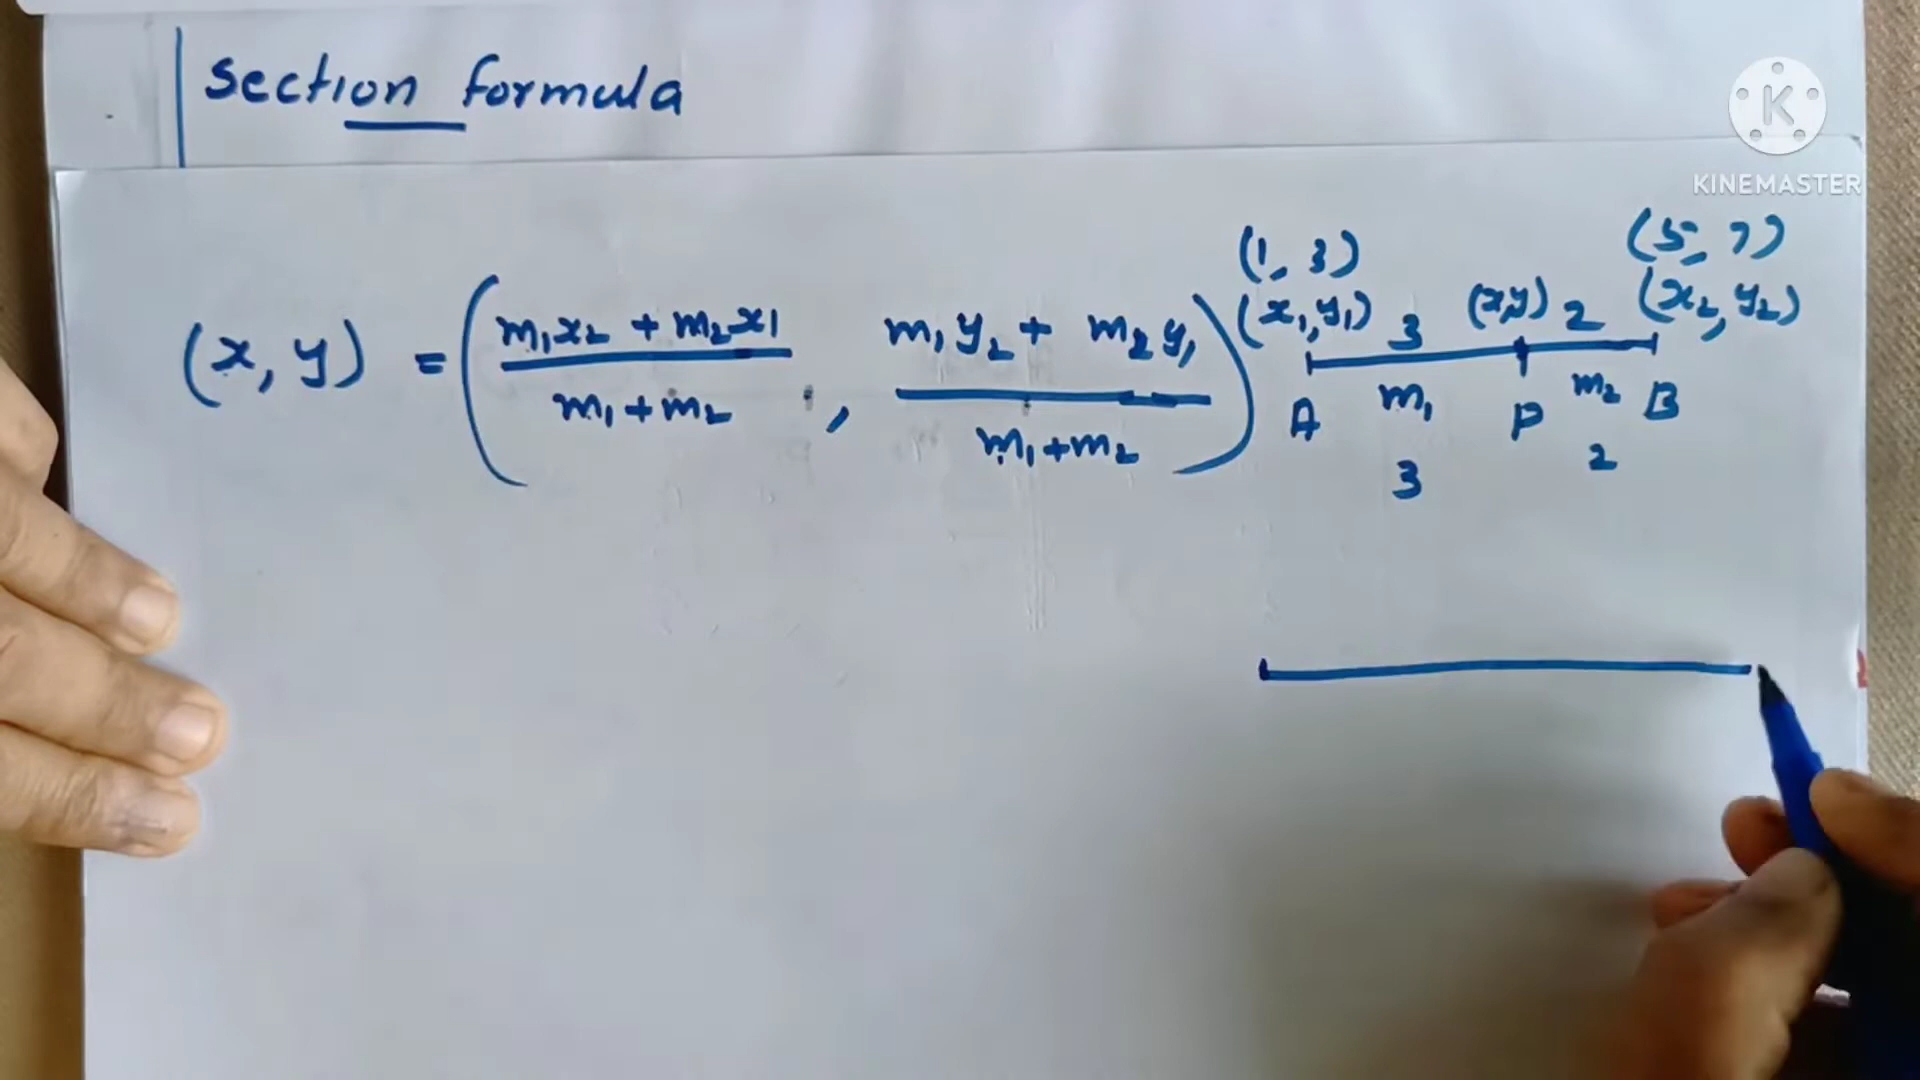 Section formula
KINEMASTER
(1, 3) (5, 7)
(x, y) = ( m₁x₂ + m₂x₁ / m₁ + m₂ , m₁y₂ + m₂y₁ / m₁+m₂ )
(x₁,y₁) 3 (x,y) 2 (x₂, y₂)
A m₁ P m₂ B
3 2